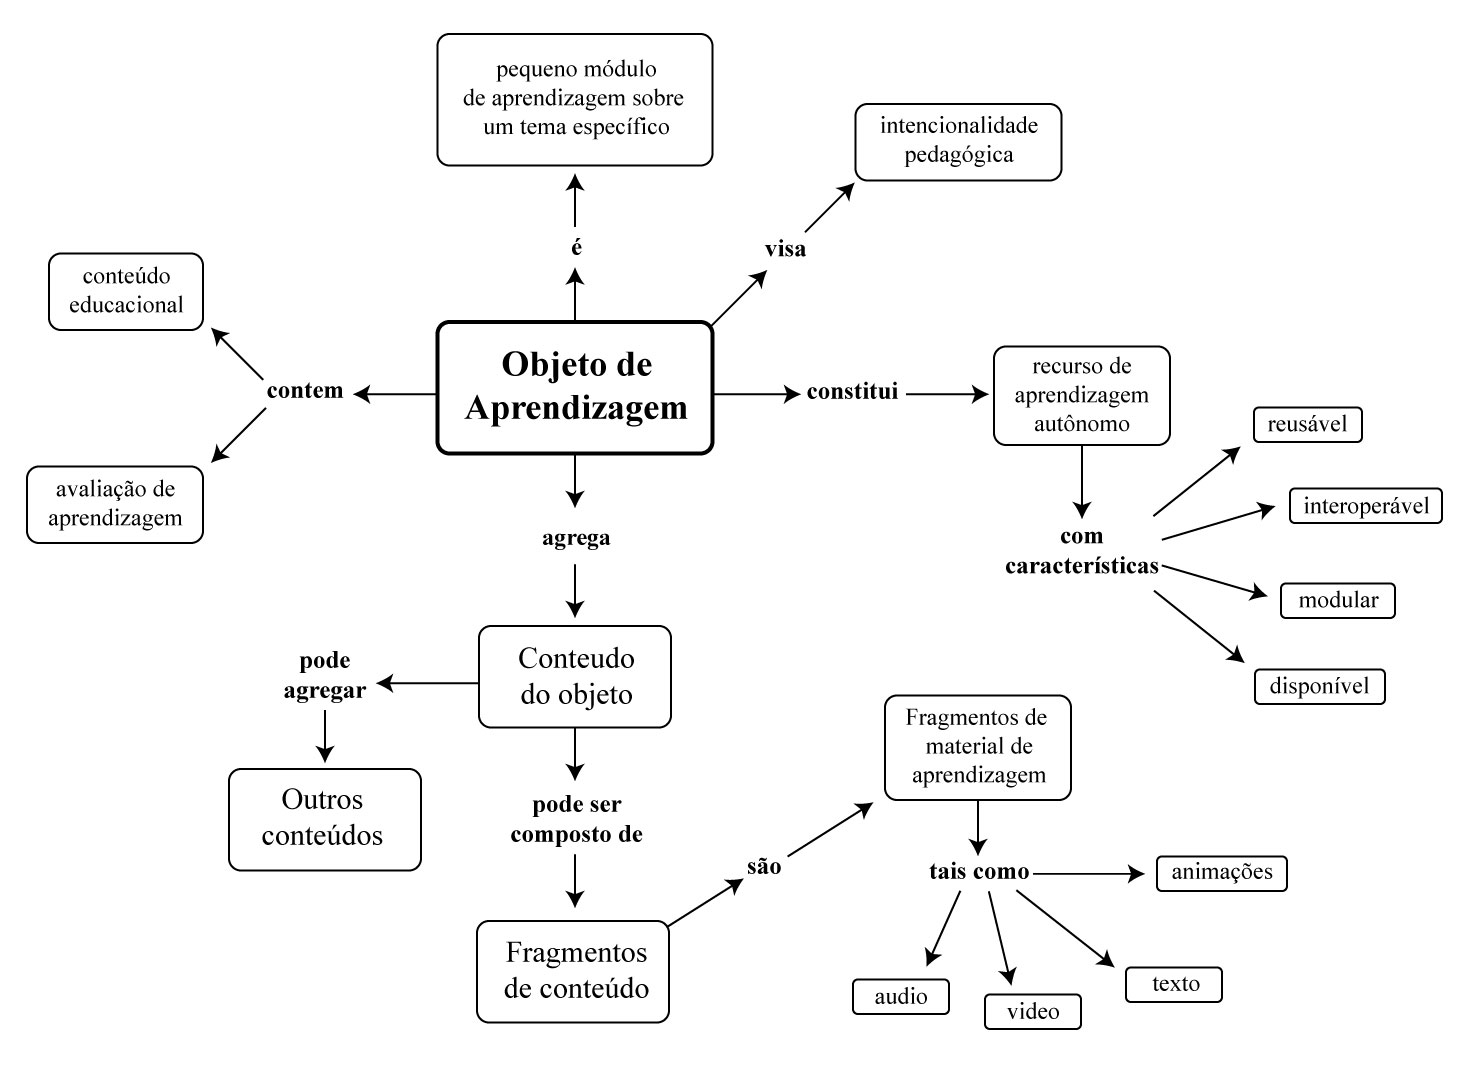 pequeno módulo
de aprendizagem sobre
um tema específico
intencionalidade
pedagógica
é
visa
conteúdo
educacional
contem
avaliação de
aprendizagem
Objeto de
Aprendizagem
constitui
recurso de
aprendizagem
autônomo
com
características
reusável
interoperável
modular
disponível
agrega
Conteudo
do objeto
pode
agregar
Outros
conteúdos
pode ser
composto de
Fragmentos
de conteúdo
são
Fragmentos de
material de
aprendizagem
tais como
animações
texto
video
audio